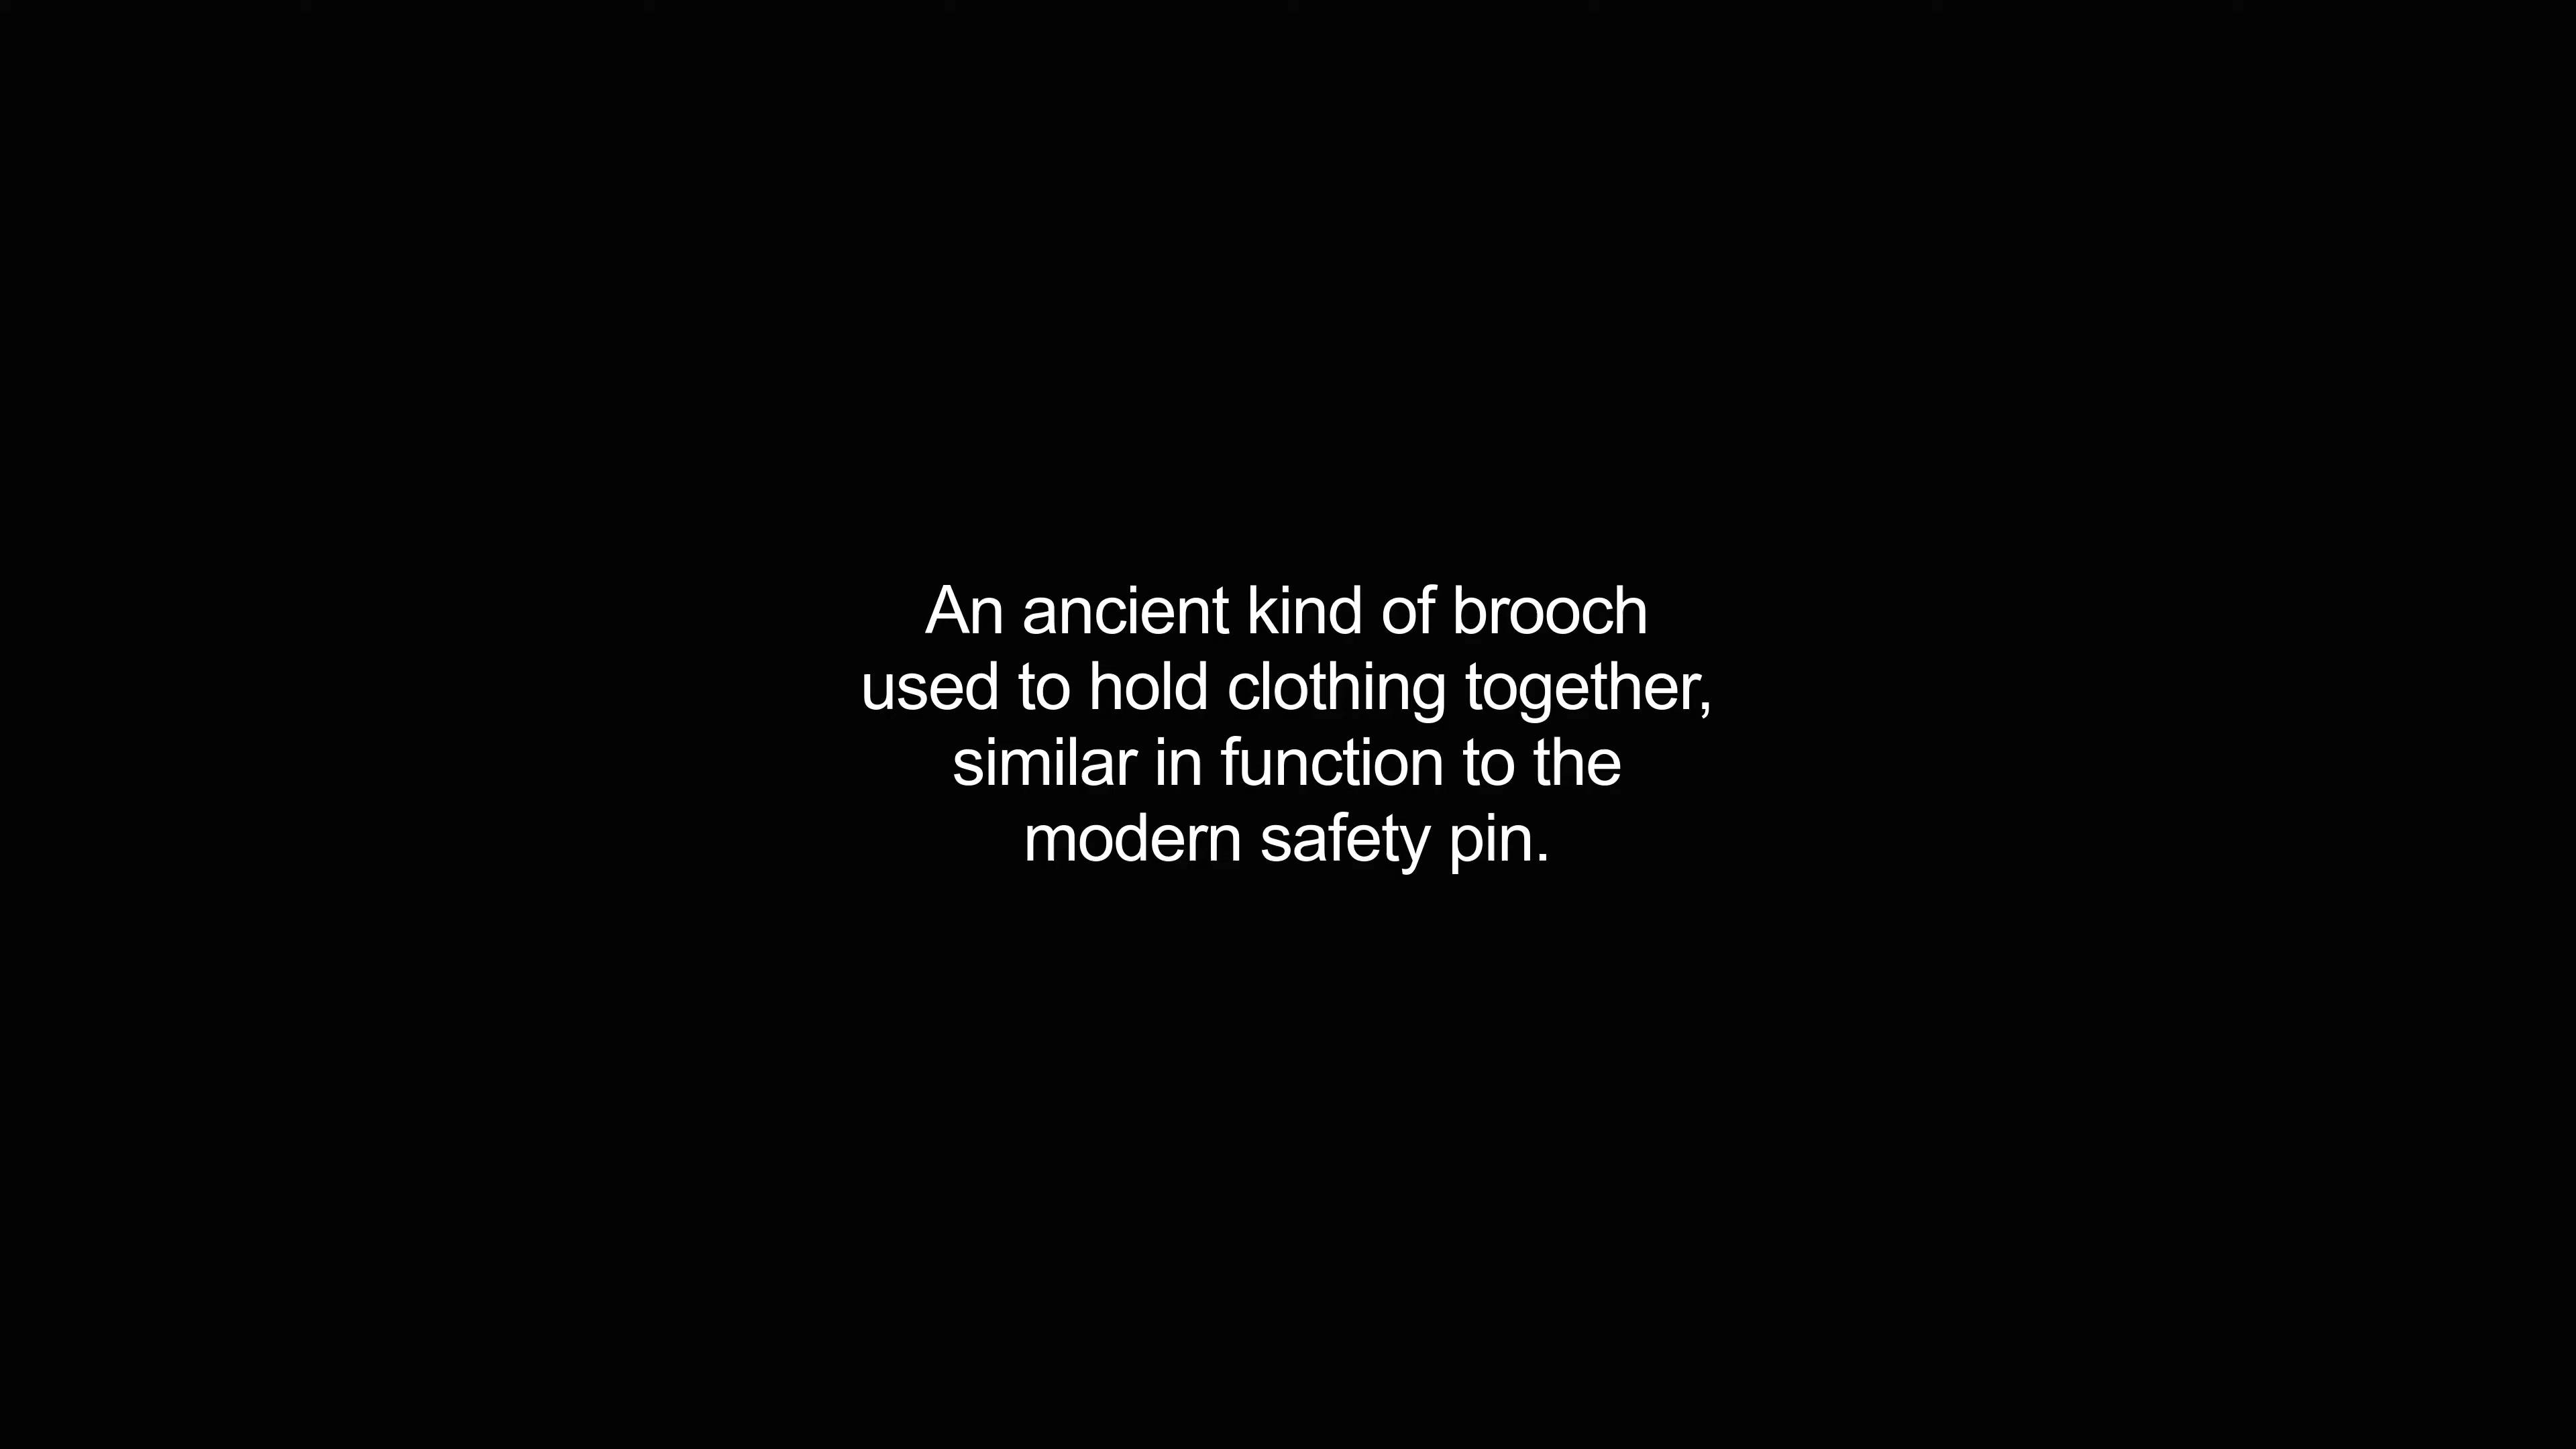 An ancient kind of brooch
used to hold clothing together,
similar in function to the
modern safety pin.